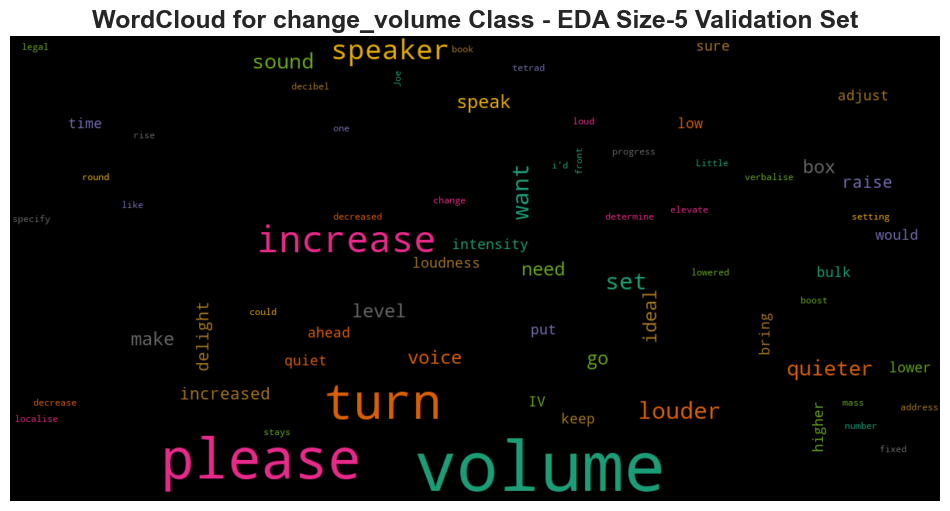 WordCloud for change_volume Class - EDA Size-5 Validation Set
legal
speaker
book
sure
sound
tetrad
Joe
decibel
speak
adjust
time
one
loud
low
rise
progress
front
i'd
Little
box
round
want
verbalise
raise
like
change
specify
decreased
determine
elevate
setting
increase
intensity
would
loudness
need
lowered
bulk
set
ideal
boost
delight
could
level
bring
make
ahead
put
quiet
voice
go
quieter
lower
increased
turn
IV
louder
higher
mass
address
decrease
localise
keep
number
stays
please
volume
fixed